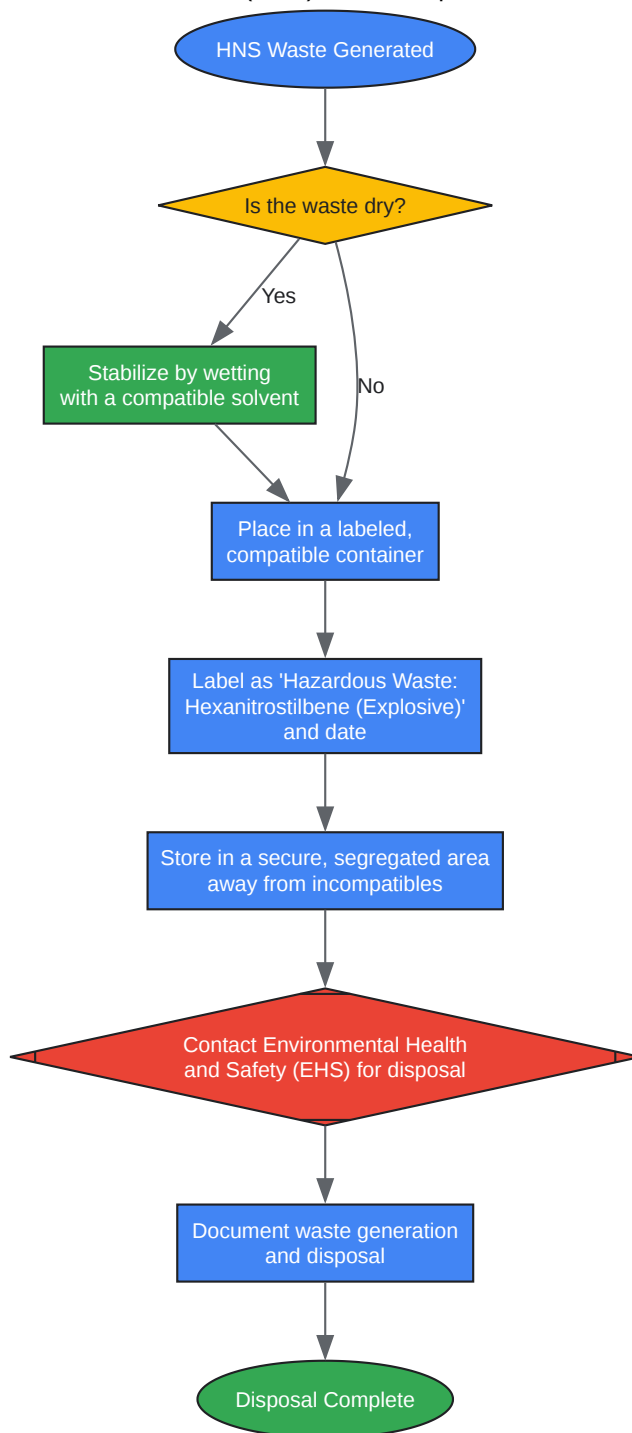 HNS Waste Generated
Is the waste dry?
Yes
Stabilize by wetting
with a compatible solvent
No
Place in a labeled,
compatible container
Label as 'Hazardous Waste:
Hexanitrostilbene (Explosive)'
and date
Store in a secure, segregated area
away from incompatibles
Contact Environmental Health
and Safety (EHS) for disposal
Document waste generation
and disposal
Disposal Complete